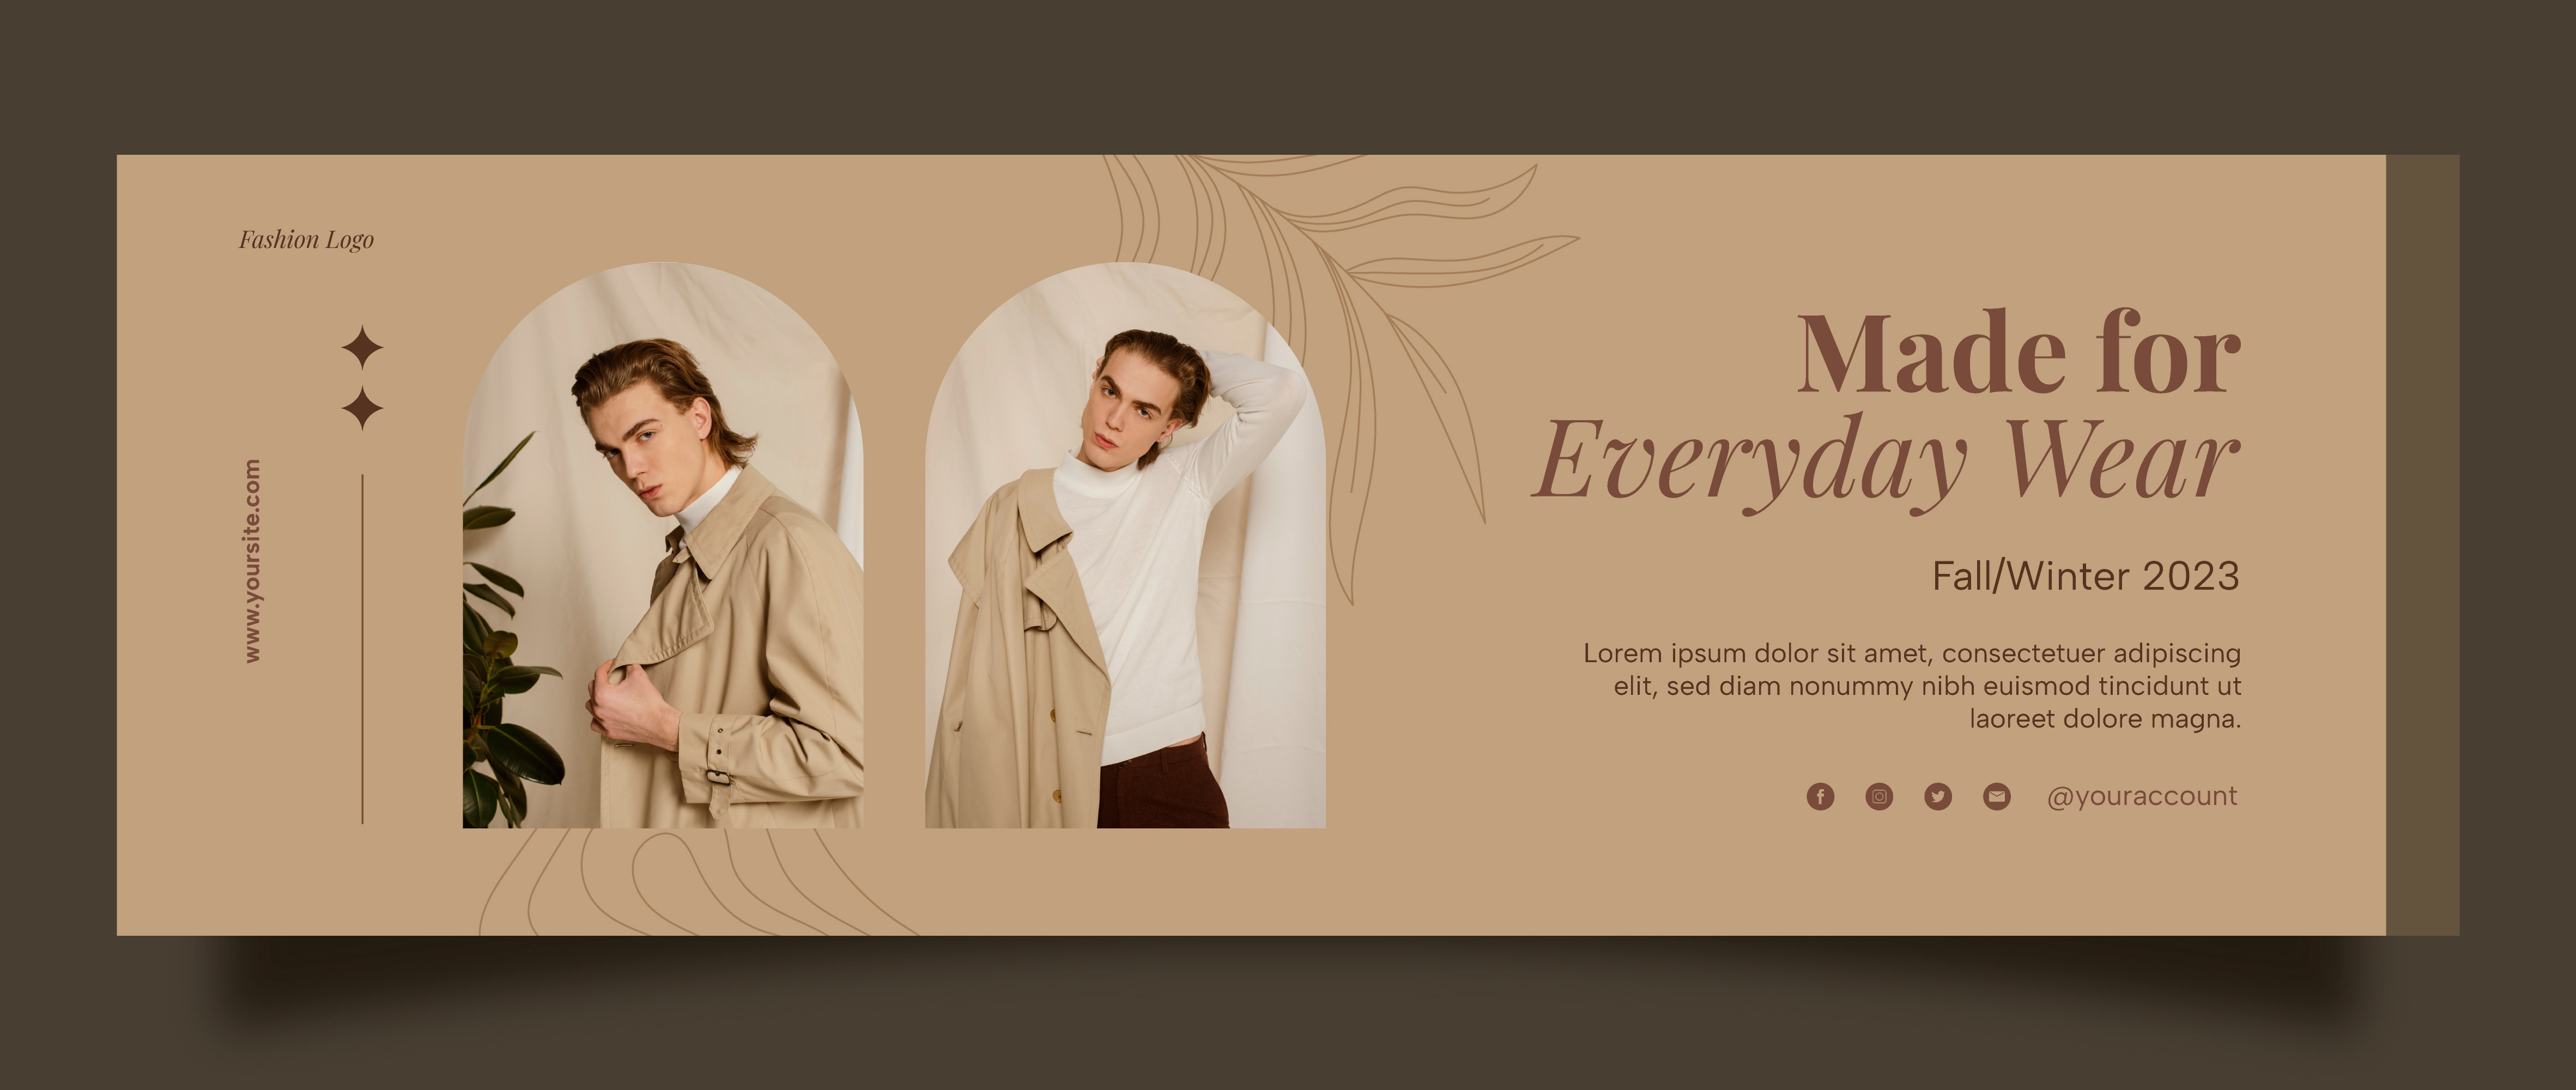 Fashion Logo
www.yoursite.com
Made for
Everyday Wear
Fall/Winter 2023
Lorem ipsum dolor sit amet, consectetuer adipiscing
elit, sed diam nonummy nibh euismod tincidunt ut
laoreet dolore magna.
@youraccount